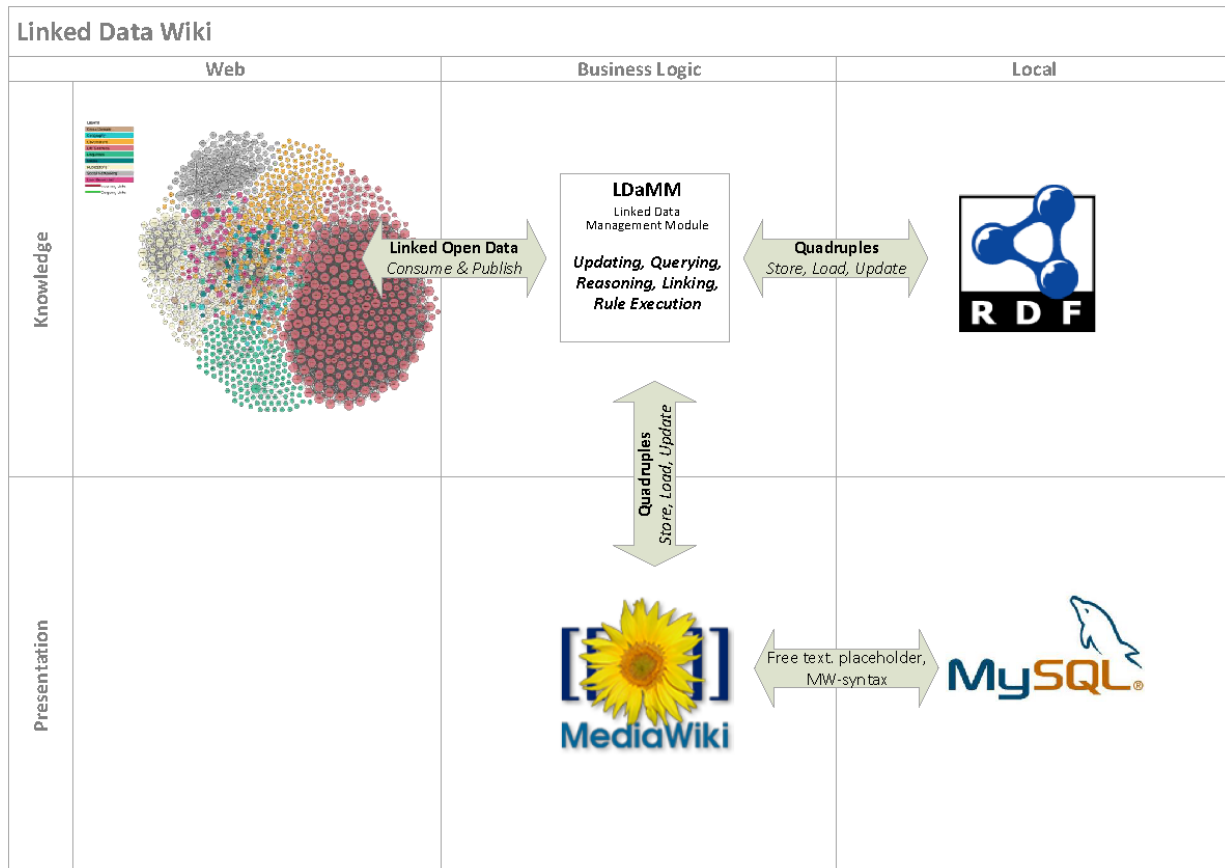 Linked Data Wiki
Web
Business Logic
Local
Knowledge
LDaMM
Linked Data
Management Module
Updating, Querying,
Reasoning, Linking,
Rule Execution
Linked Open Data
Consume & Publish
Quadruples
Store, Load, Update
RDF
Quadruples
Store, Load, Update
Presentation
[[
]]
MediaWiki
Free text. placeholder,
MW-syntax
MySQL®